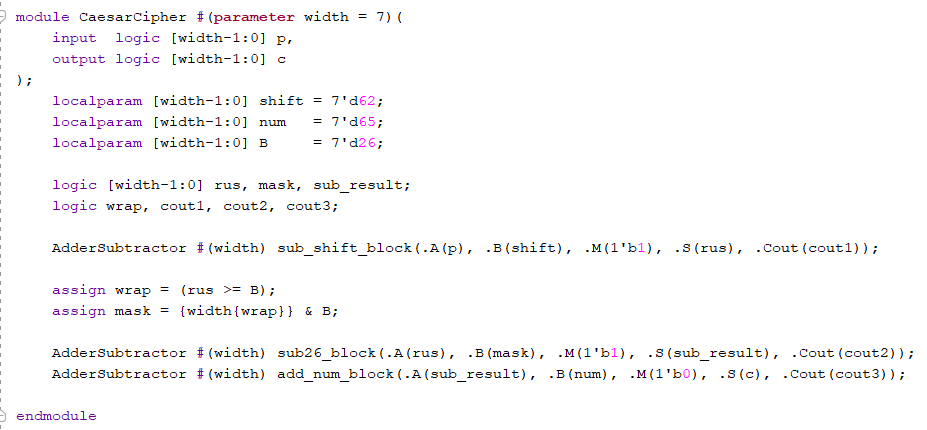 module CaesarCipher #(parameter width = 7)(
    input  logic [width-1:0] p,
    output logic [width-1:0] c
);
    localparam [width-1:0] shift = 7'd62;
    localparam [width-1:0] num   = 7'd65;
    localparam [width-1:0] B     = 7'd26;

    logic [width-1:0] rus, mask, sub_result;
    logic wrap, cout1, cout2, cout3;

    AdderSubtractor #(width) sub_shift_block(.A(p), .B(shift), .M(1'b1), .S(rus), .Cout(cout1));

    assign wrap = (rus >= B);
    assign mask = {width{wrap}} & B;

    AdderSubtractor #(width) sub26_block(.A(rus), .B(mask), .M(1'b1), .S(sub_result), .Cout(cout2));
    AdderSubtractor #(width) add_num_block(.A(sub_result), .B(num), .M(1'b0), .S(c), .Cout(cout3));

endmodule